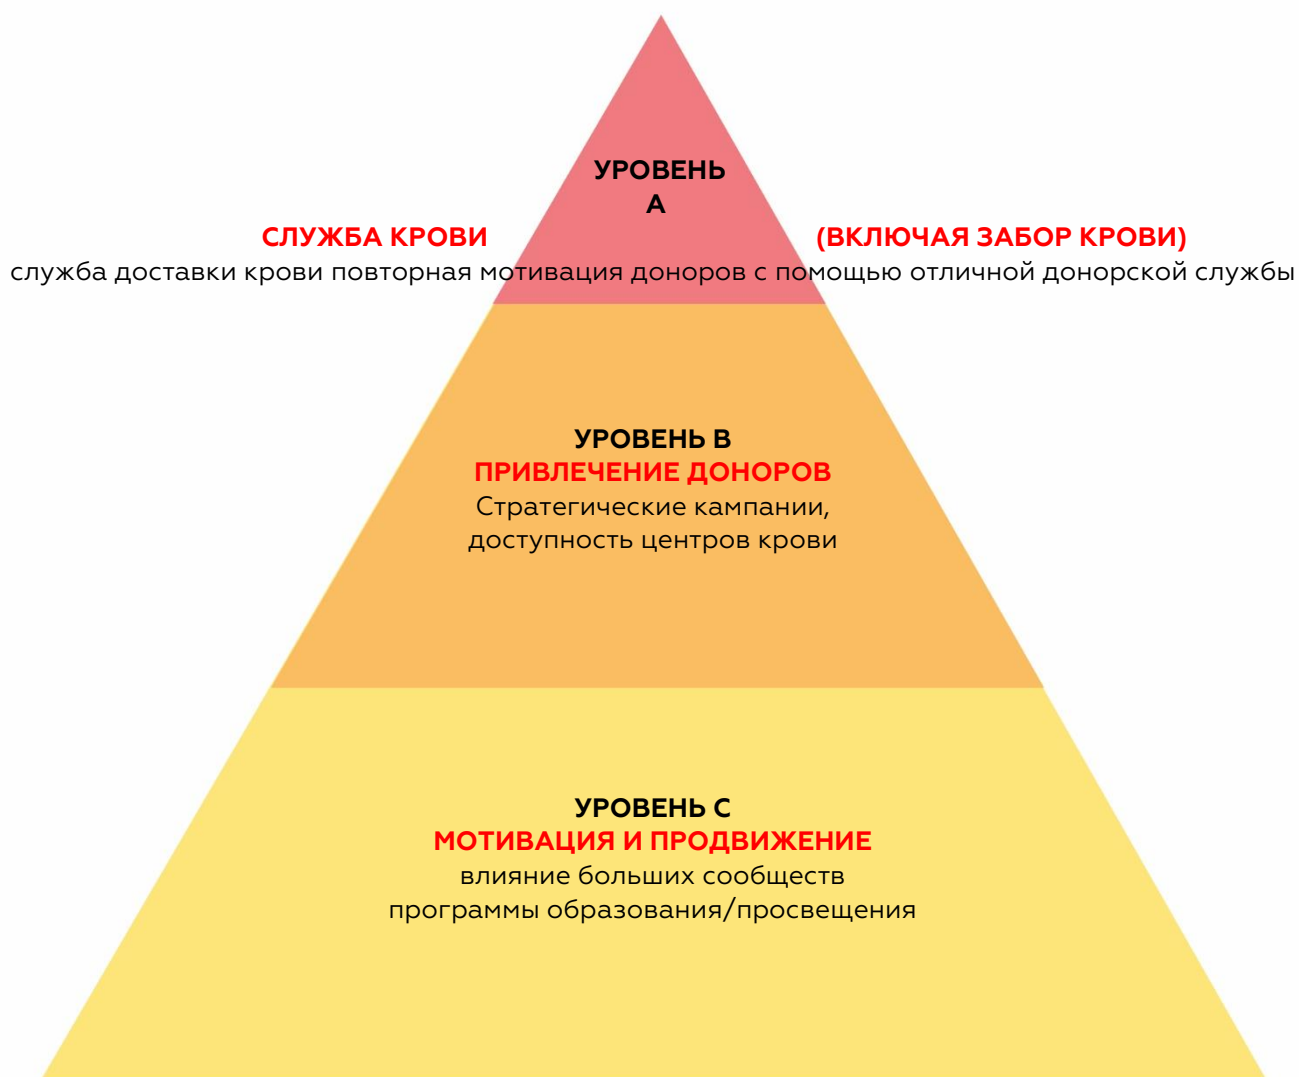 УРОВЕНЬ
А
СЛУЖБА КРОВИ (ВКЛЮЧАЯ ЗАБОР КРОВИ)
служба доставки крови повторная мотивация доноров с помощью отличной донорской службы
УРОВЕНЬ В
ПРИВЛЕЧЕНИЕ ДОНОРОВ
Стратегические кампании,
доступность центров крови
УРОВЕНЬ С
МОТИВАЦИЯ И ПРОДВИЖЕНИЕ
влияние больших сообществ
программы образования/просвещения